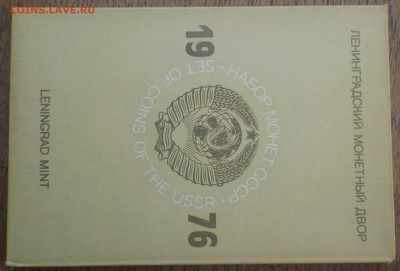 COINS.LAVE.RU
ЛЕНИНГРАДСКИЙ МОНЕТНЫЙ ДВОР
19
· НАБОР МОНЕТ СССР ·
SET OF COINS OF THE USSR
76
LENINGRAD MINT